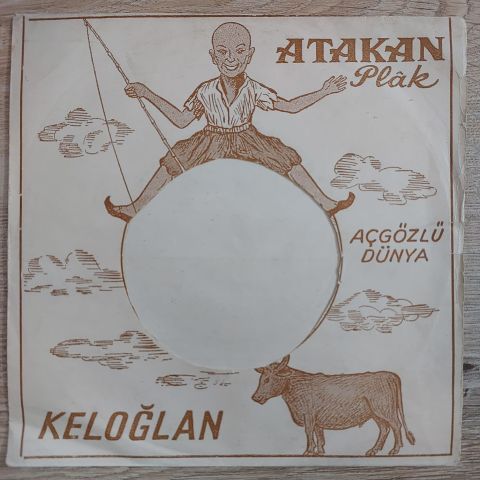 ATAKAN
Plâk
AÇGÖZLÜ
DÜNYA
KELOĞLAN